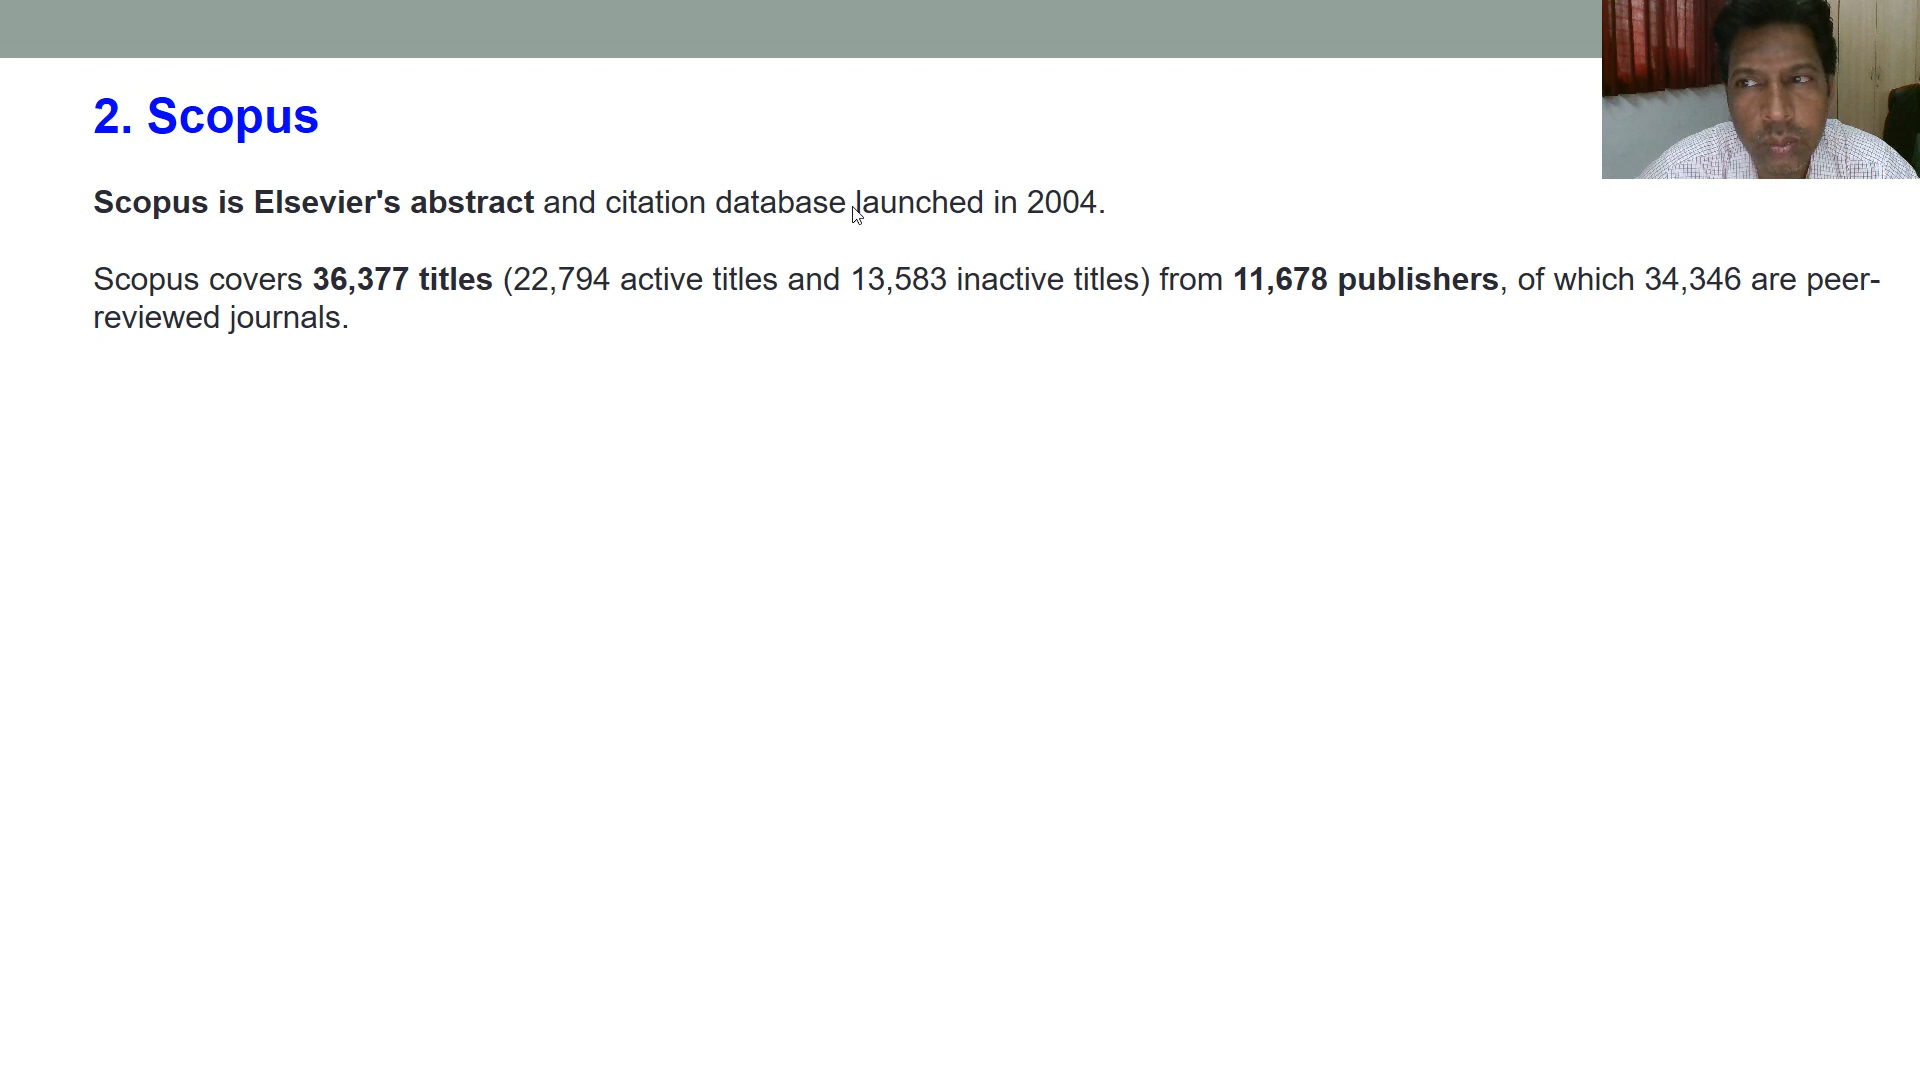 2. Scopus
Scopus is Elsevier's abstract and citation database launched in 2004.
Scopus covers 36,377 titles (22,794 active titles and 13,583 inactive titles) from 11,678 publishers, of which 34,346 are peer-
reviewed journals.